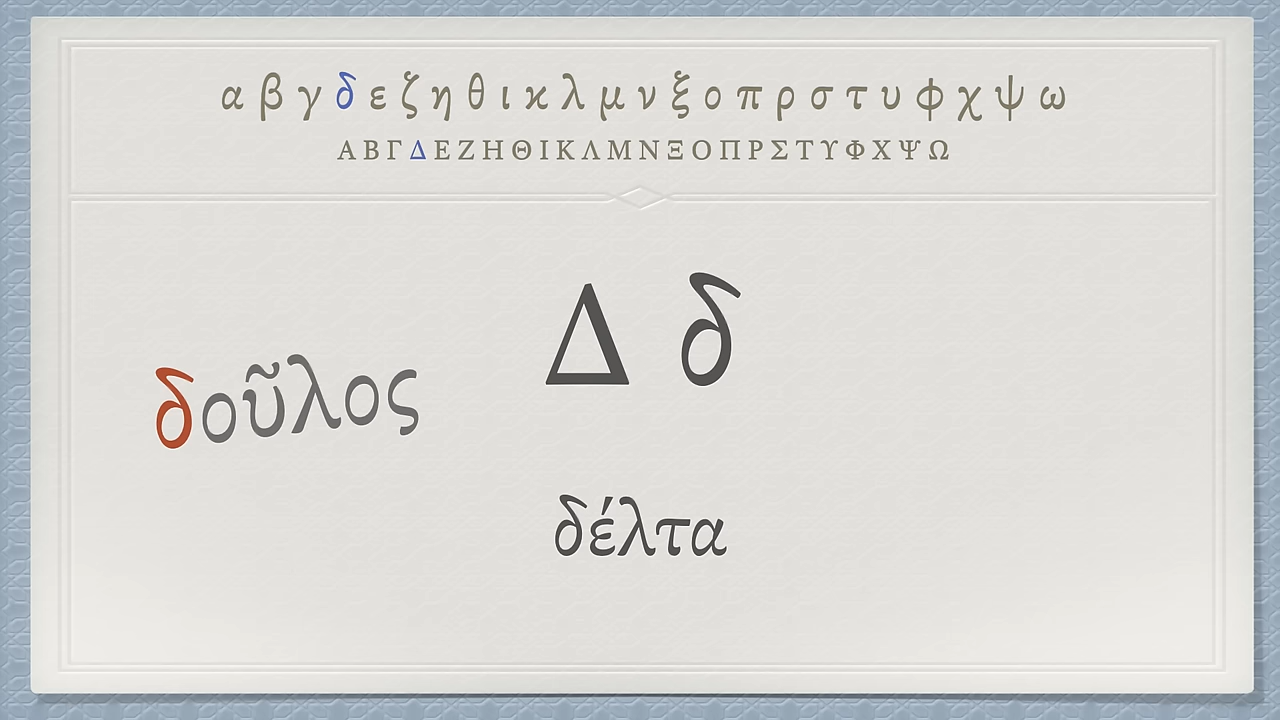 α β γ δ ε ζ η θ ι κ λ μ ν ξ ο π ρ σ τ υ φ χ ψ ω
Α Β Γ Δ Ε Ζ Η Θ Ι Κ Λ Μ Ν Ξ Ο Π Ρ Σ Τ Υ Φ Χ Ψ Ω
Δ δ
δοῦλος
δέλτα